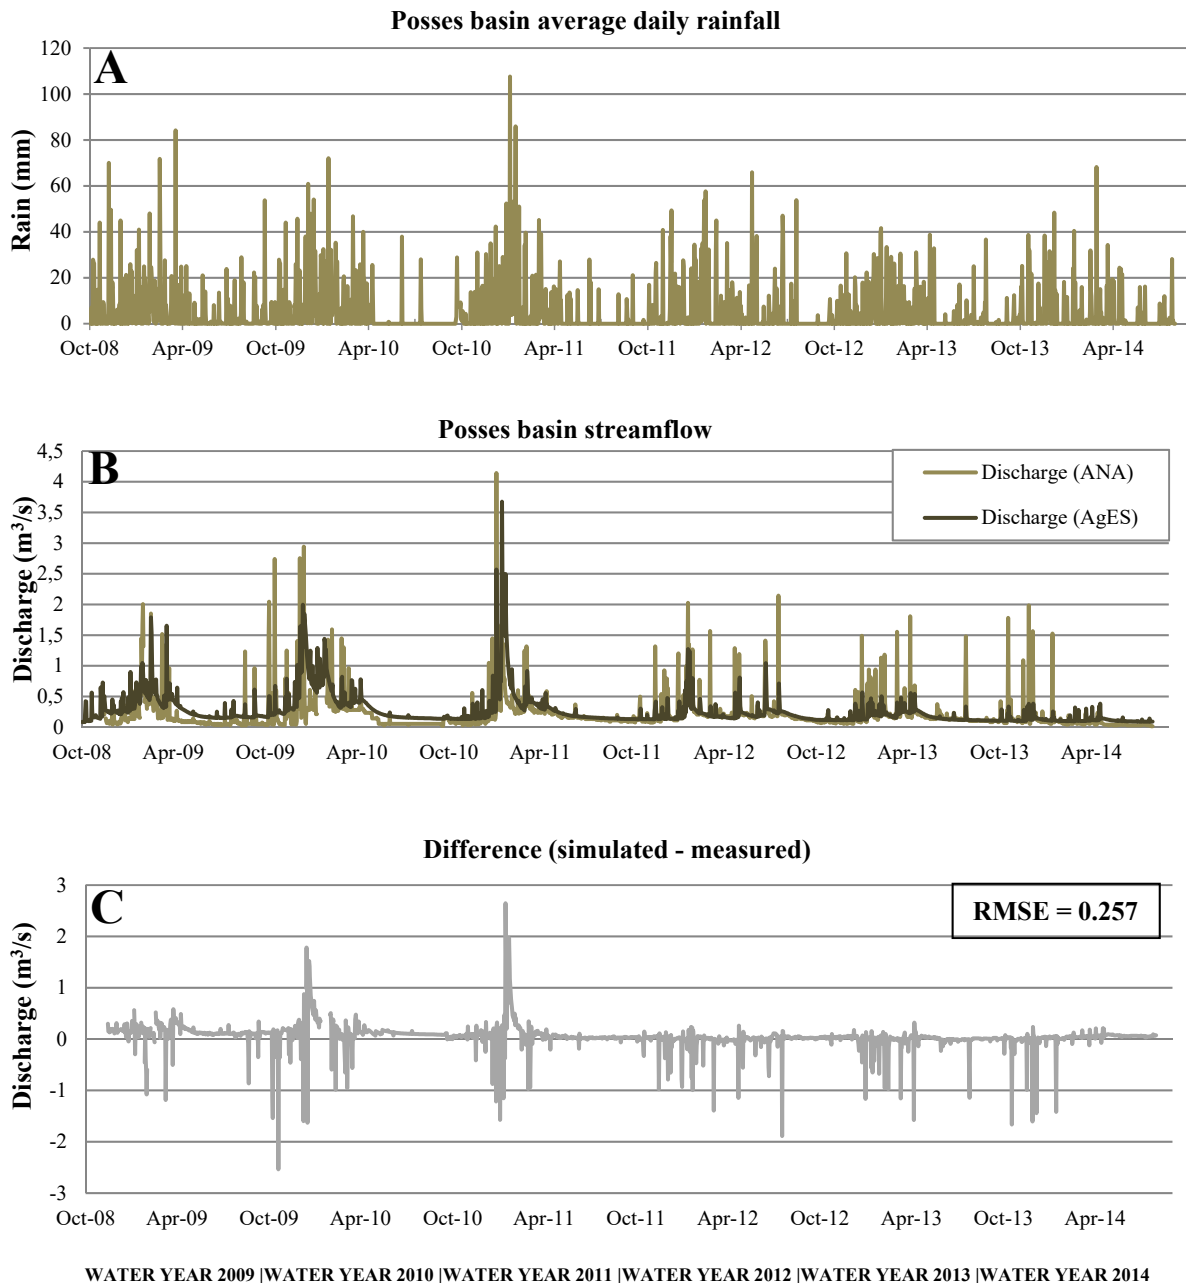 Posses basin average daily rainfall
A
Rain (mm)
120
100
80
60
40
20
0
Oct-08 Apr-09 Oct-09 Apr-10 Oct-10 Apr-11 Oct-11 Apr-12 Oct-12 Apr-13 Oct-13 Apr-14
Posses basin streamflow
B
Discharge (m³/s)
4,5
4
3,5
3
2,5
2
1,5
1
0,5
0
Discharge (ANA)
Discharge (AgES)
Oct-08 Apr-09 Oct-09 Apr-10 Oct-10 Apr-11 Oct-11 Apr-12 Oct-12 Apr-13 Oct-13 Apr-14
Difference (simulated - measured)
C
RMSE = 0.257
Discharge (m³/s)
3
2
1
0
-1
-2
-3
Oct-08 Apr-09 Oct-09 Apr-10 Oct-10 Apr-11 Oct-11 Apr-12 Oct-12 Apr-13 Oct-13 Apr-14
WATER YEAR 2009 |WATER YEAR 2010 |WATER YEAR 2011 |WATER YEAR 2012 |WATER YEAR 2013 |WATER YEAR 2014